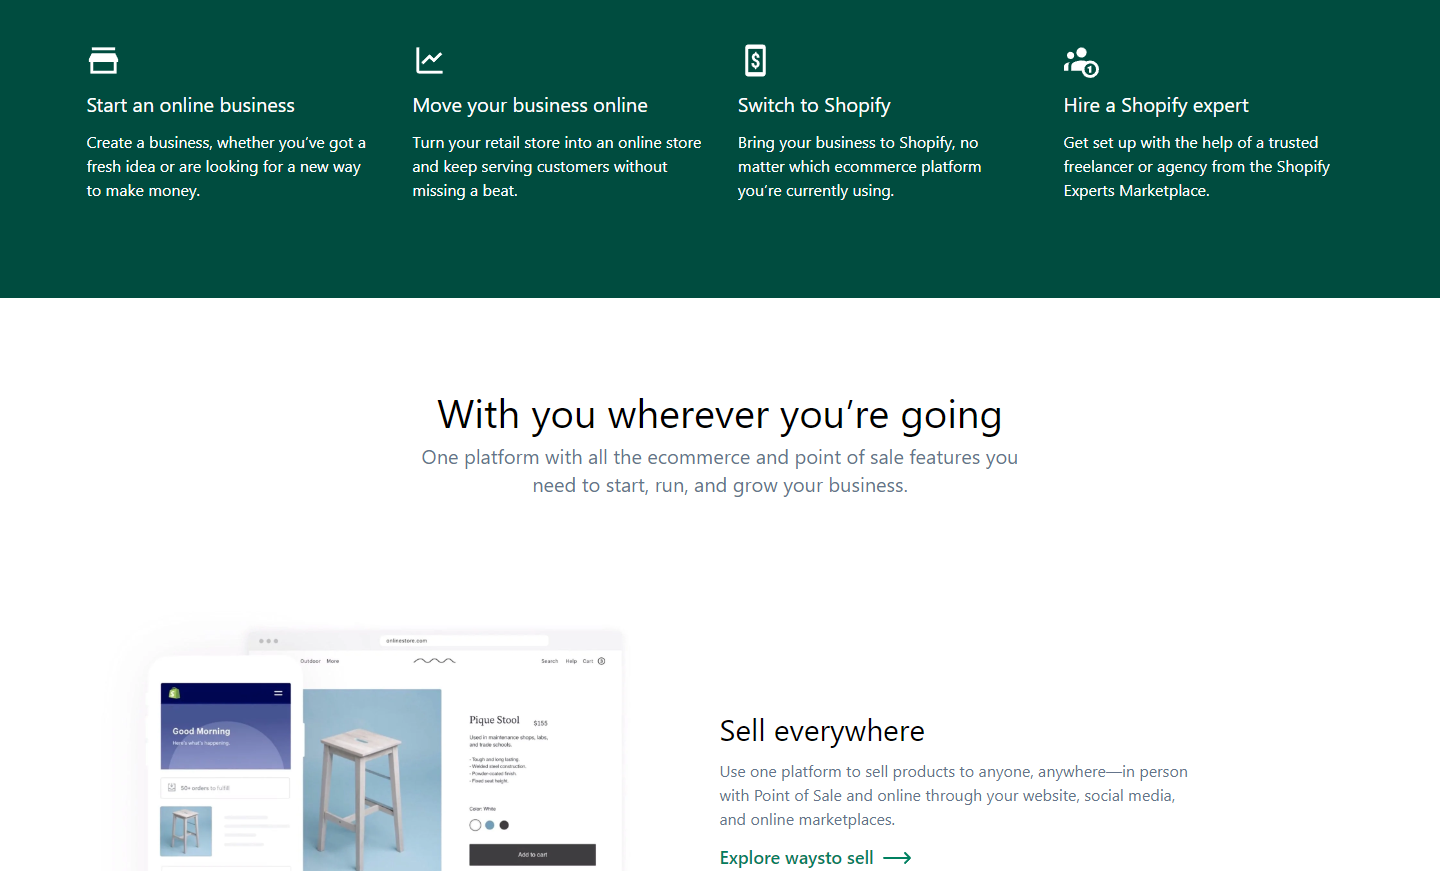 Start an online business
Create a business, whether you’ve got a
fresh idea or are looking for a new way
to make money.
Move your business online
Turn your retail store into an online store
and keep serving customers without
missing a beat.
Switch to Shopify
Bring your business to Shopify, no
matter which ecommerce platform
you’re currently using.
Hire a Shopify expert
Get set up with the help of a trusted
freelancer or agency from the Shopify
Experts Marketplace.
With you wherever you’re going
One platform with all the ecommerce and point of sale features you
need to start, run, and grow your business.
onlinestore.com
Outdoor More
Search Help Cart
Good Morning
Here's what's happening.
50+ orders to fulfill
Pique Stool $155
Used in maintenance shops, labs,
and trade schools.
- Tough and long lasting.
- Welded steel construction.
- Powder-coated finish.
- Fixed seat height.
Color: White
Add to cart
Sell everywhere
Use one platform to sell products to anyone, anywhere—in person
with Point of Sale and online through your website, social media,
and online marketplaces.
Explore waysto sell